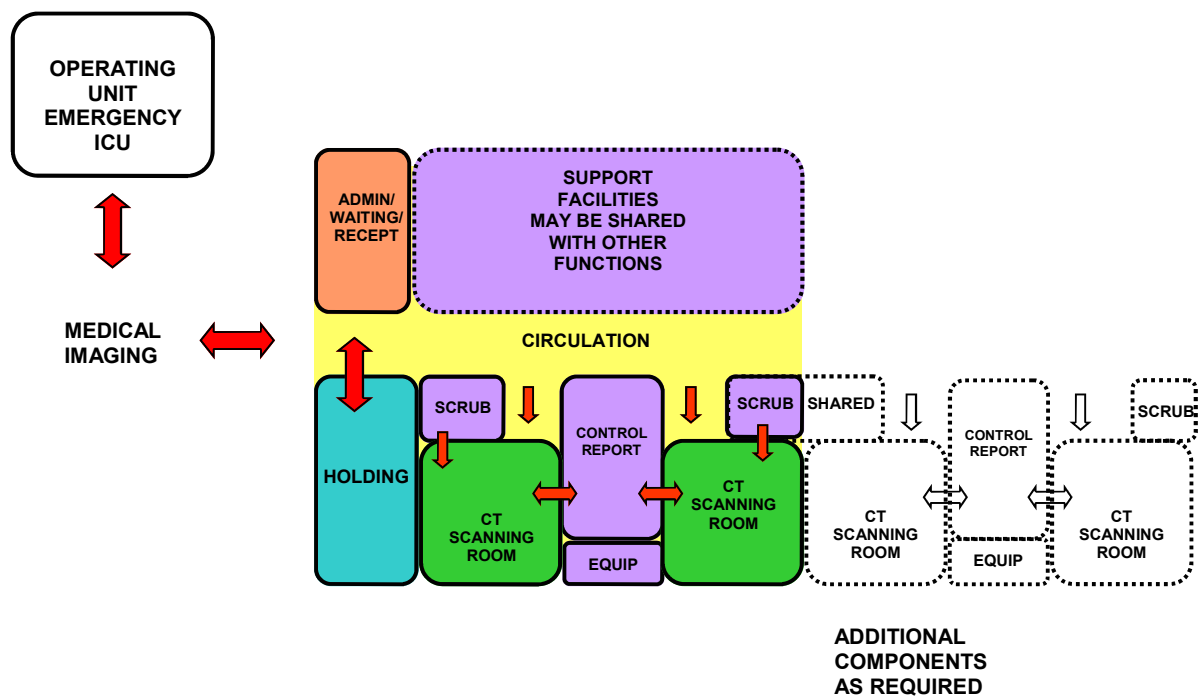 OPERATING
UNIT
EMERGENCY
ICU
ADMIN/
WAITING/
RECEPT
SUPPORT
FACILITIES
MAY BE SHARED
WITH OTHER
FUNCTIONS
MEDICAL
IMAGING
CIRCULATION
HOLDING
SCRUB
CT
SCANNING
ROOM
CONTROL
REPORT
EQUIP
SCRUB
SHARED
CT
SCANNING
ROOM
CT
SCANNING
ROOM
CONTROL
REPORT
EQUIP
SCRUB
CT
SCANNING
ROOM
ADDITIONAL
COMPONENTS
AS REQUIRED